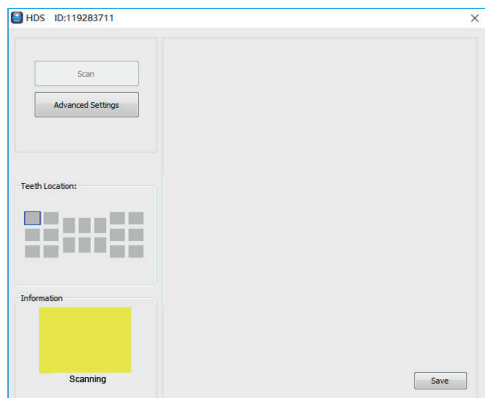 HDS ID:119283711
Scan
Advanced Settings
Teeth Location:
Information
Scanning
Save